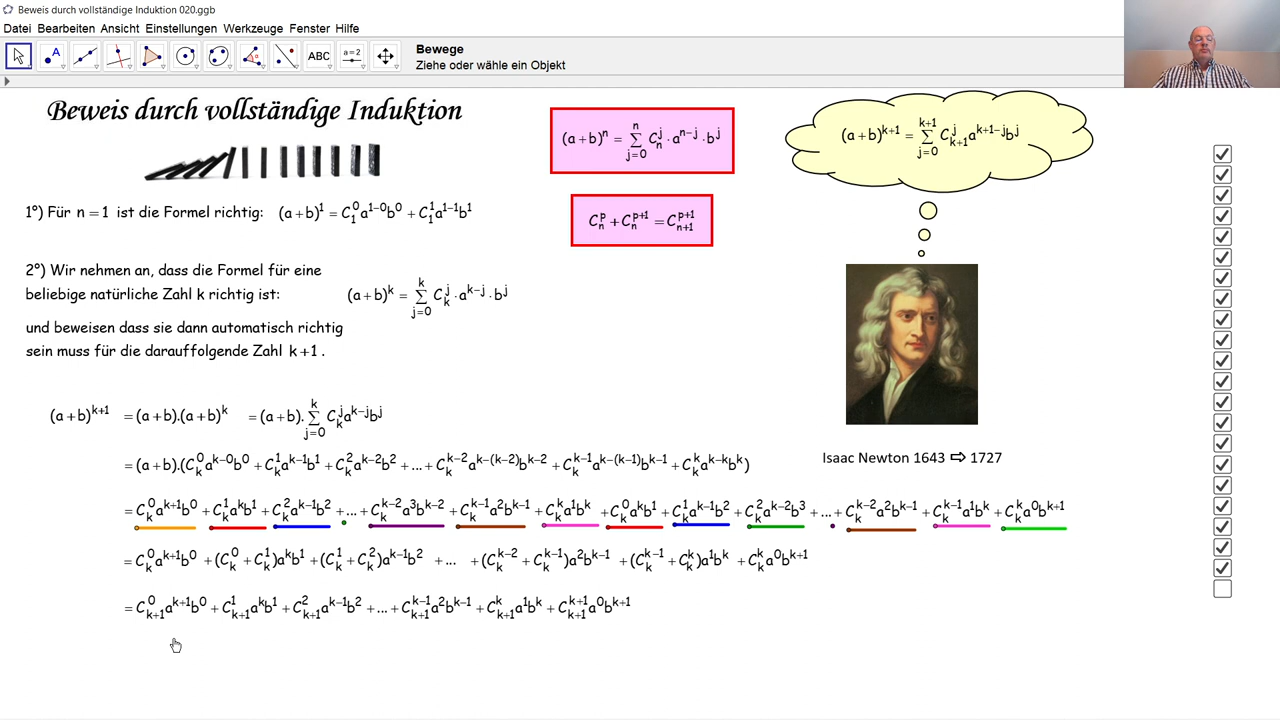 Beweis durch vollständige Induktion 020.ggb
Datei Bearbeiten Ansicht Einstellungen Werkzeuge Fenster Hilfe
A ABC a=2
Bewege
Ziehe oder wähle ein Objekt
Beweis durch vollständige Induktion
(a+b)^n = ∑_{j=0}^{n} C_n^j · a^{n−j} · b^j
(a+b)^{k+1} = ∑_{j=0}^{k+1} C_{k+1}^j a^{k+1−j}b^j
1°) Für n = 1 ist die Formel richtig: (a+b)^1 = C_1^0 a^{1−0}b^0 + C_1^1 a^{1−1}b^1
C_n^p + C_n^{p+1} = C_{n+1}^{p+1}
2°) Wir nehmen an, dass die Formel für eine
beliebige natürliche Zahl k richtig ist: (a+b)^k = ∑_{j=0}^{k} C_k^j · a^{k−j} · b^j
und beweisen dass sie dann automatisch richtig
sein muss für die darauffolgende Zahl k+1 .
(a+b)^{k+1} = (a+b).(a+b)^k = (a+b). ∑_{j=0}^{k} C_k^j a^{k−j}b^j
= (a+b).(C_k^0 a^{k−0}b^0 + C_k^1 a^{k−1}b^1 + C_k^2 a^{k−2}b^2 + ... + C_k^{k−2} a^{k−(k−2)}b^{k−2} + C_k^{k−1} a^{k−(k−1)}b^{k−1} + C_k^k a^{k−k}b^k)
Isaac Newton 1643 ⇨ 1727
= C_k^0 a^{k+1}b^0 + C_k^1 a^k b^1 + C_k^2 a^{k−1}b^2 + ... + C_k^{k−2} a^3 b^{k−2} + C_k^{k−1} a^2 b^{k−1} + C_k^k a^1 b^k + C_k^0 a^k b^1 + C_k^1 a^{k−1}b^2 + C_k^2 a^{k−2}b^3 + ... + C_k^{k−2} a^2 b^{k−1} + C_k^{k−1} a^1 b^k + C_k^k a^0 b^{k+1}
= C_k^0 a^{k+1}b^0 + (C_k^0 + C_k^1)a^k b^1 + (C_k^1 + C_k^2)a^{k−1}b^2 + ... + (C_k^{k−2} + C_k^{k−1})a^2 b^{k−1} + (C_k^{k−1} + C_k^k)a^1 b^k + C_k^k a^0 b^{k+1}
= C_{k+1}^0 a^{k+1}b^0 + C_{k+1}^1 a^k b^1 + C_{k+1}^2 a^{k−1}b^2 + ... + C_{k+1}^{k−1} a^2 b^{k−1} + C_{k+1}^k a^1 b^k + C_{k+1}^{k+1} a^0 b^{k+1}